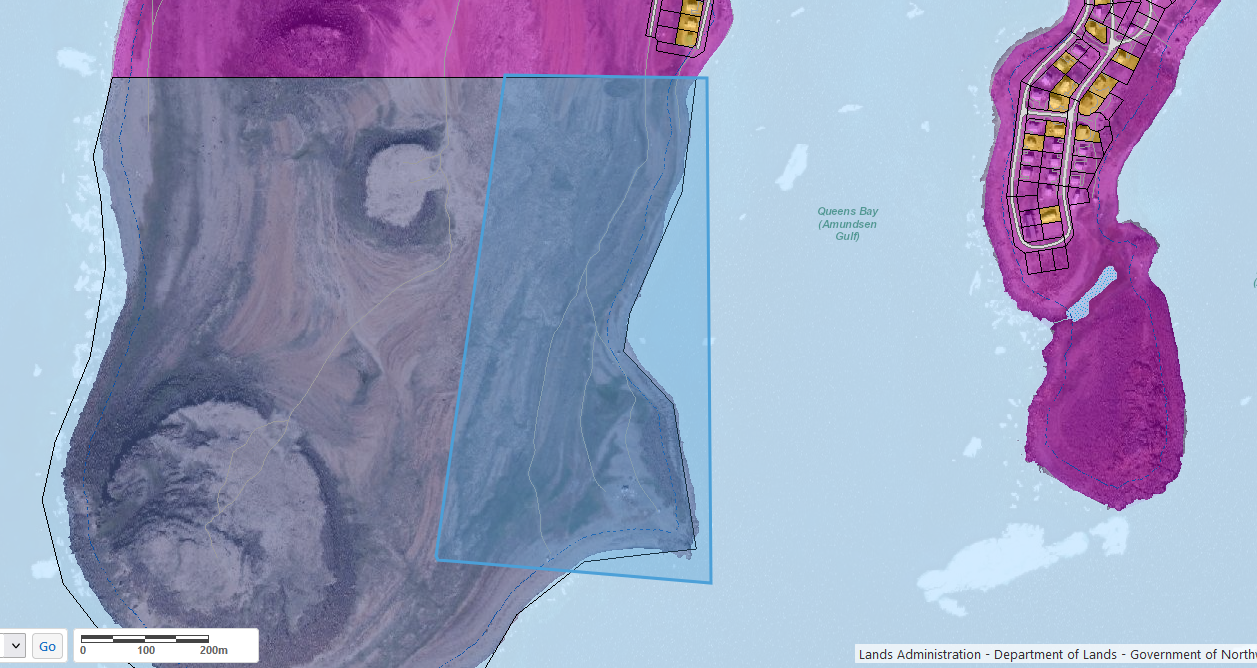 Queens Bay
(Amundsen
Gulf)
Go
0 100 200m
Lands Administration - Department of Lands - Government of North